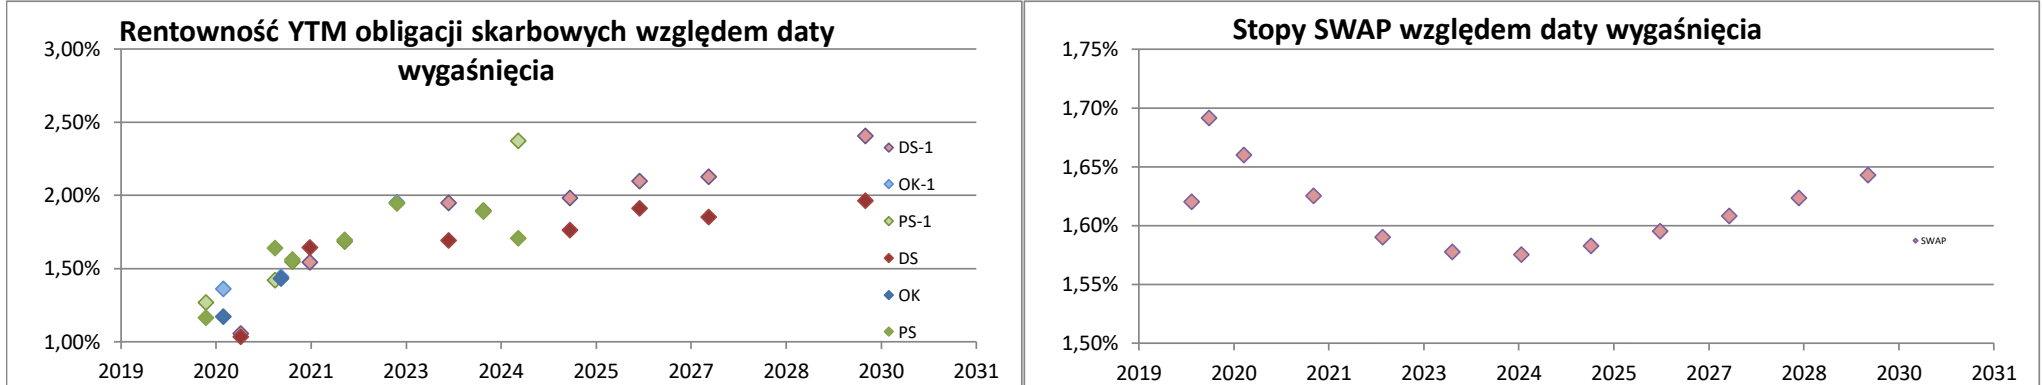 Rentowność YTM obligacji skarbowych względem daty
wygaśnięcia
3,00%
2,50%
2,00%
1,50%
1,00%
2019 2020 2021 2023 2024 2025 2027 2028 2030 2031
DS-1
OK-1
PS-1
DS
OK
PS
Stopy SWAP względem daty wygaśnięcia
1,75%
1,70%
1,65%
1,60%
1,55%
1,50%
2019 2020 2021 2023 2024 2025 2027 2028 2030 2031
SWAP